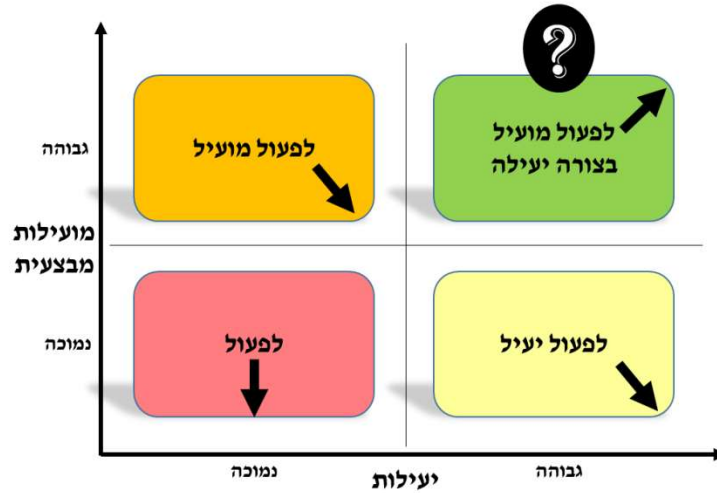 ?
גבוהה
לפעול מועיל
לפעול מועיל
בצורה יעילה
מועילות
מבצעית
נמוכה
לפעול
לפעול יעיל
נמוכה
יעילות
גבוהה